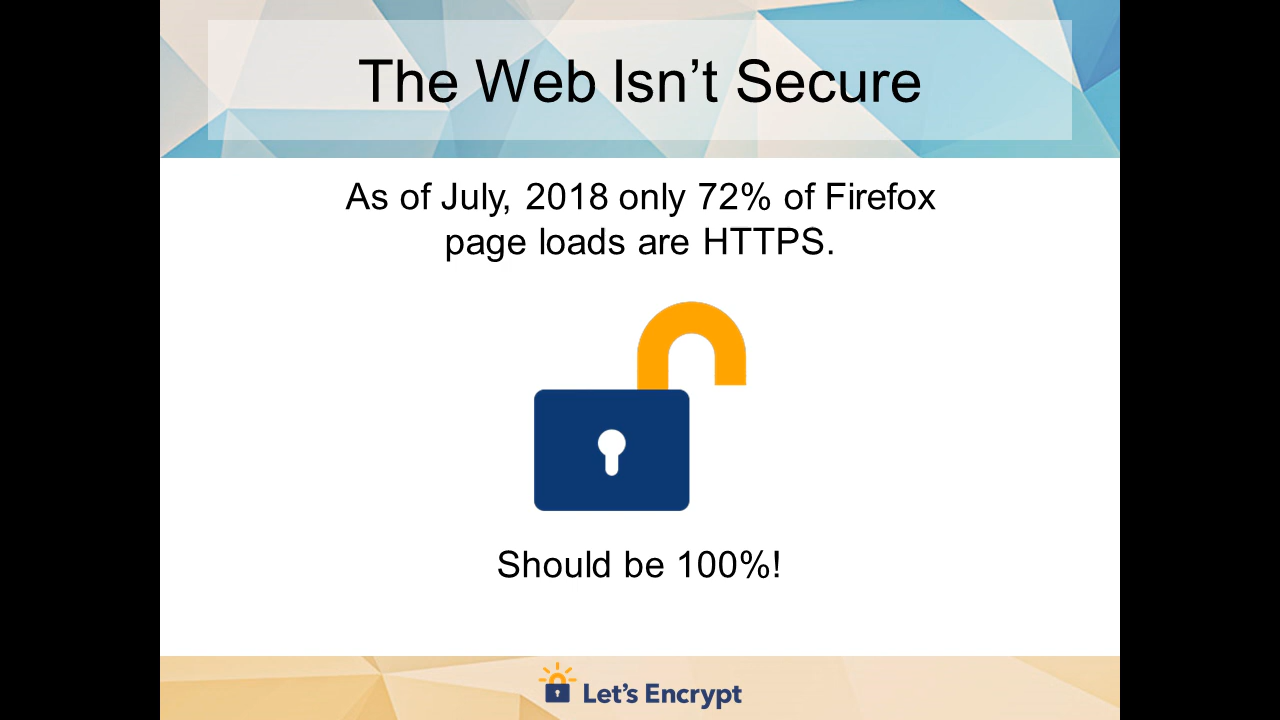 The Web Isn’t Secure
As of July, 2018 only 72% of Firefox
page loads are HTTPS.
Should be 100%!
Let’s Encrypt